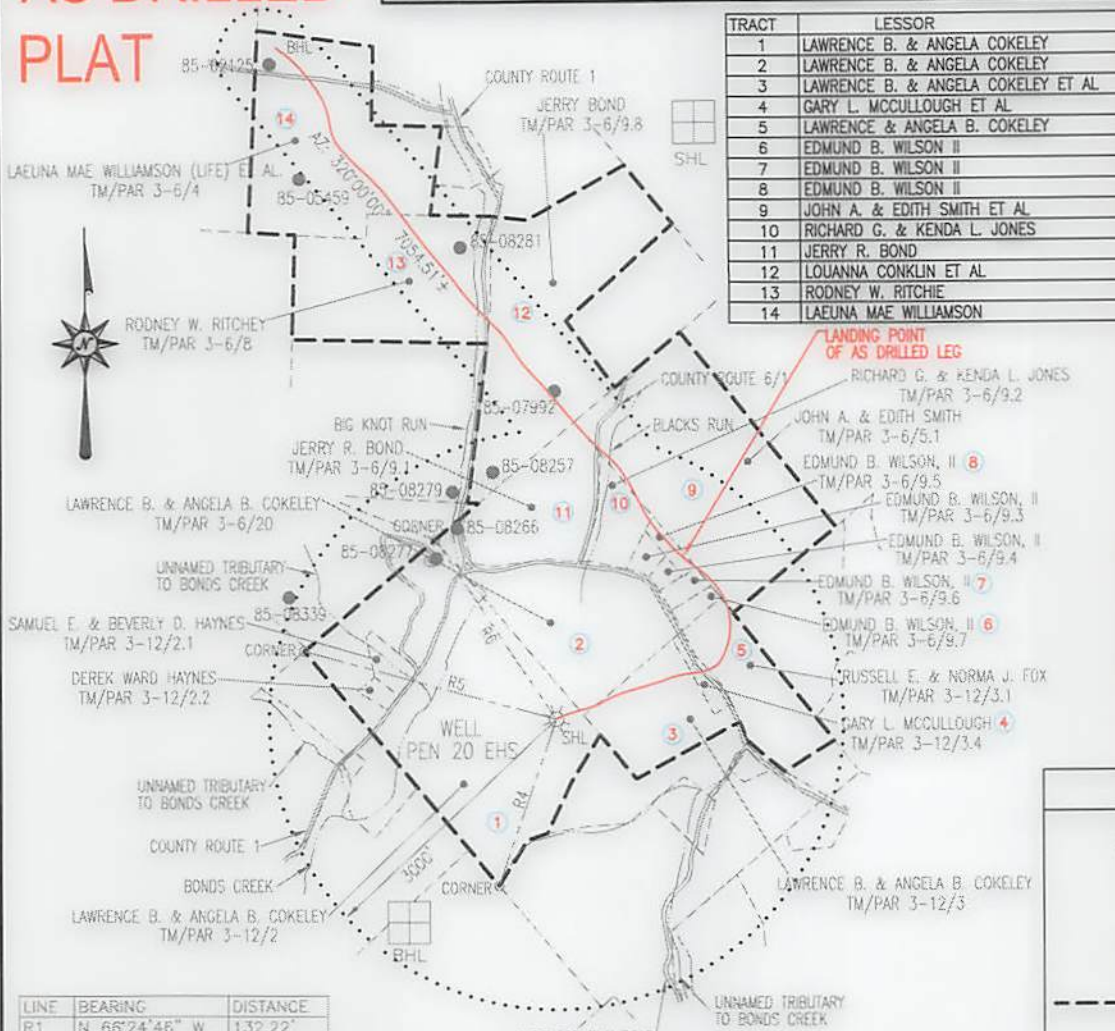 AS DRILLED
PLAT
TRACT LESSOR
1 LAWRENCE B. & ANGELA COKELEY
2 LAWRENCE B. & ANGELA COKELEY
3 LAWRENCE B. & ANGELA COKELEY ET AL
4 GARY L. MCCULLOUGH ET AL
5 LAWRENCE & ANGELA B. COKELEY
6 EDMUND B. WILSON II
7 EDMUND B. WILSON II
8 EDMUND B. WILSON II
9 JOHN A. & EDITH SMITH ET AL
10 RICHARD G. & KENDA L. JONES
11 JERRY R. BOND
12 LOUANNA CONKLIN ET AL
13 RODNEY W. RITCHIE
14 LAEUNA MAE WILLIAMSON
BHL
85-02125
COUNTY ROUTE 1
JERRY BOND
TM/PAR 3-6/9.8
SHL
14
LAEUNA MAE WILLIAMSON (LIFE) ET AL.
TM/PAR 3-6/4
85-05459
AZ: 320°00'00"
7054.51'±
85-08281
13
12
N
RODNEY W. RITCHEY
TM/PAR 3-6/8
LANDING POINT
OF AS DRILLED LEG
COUNTY ROUTE 6/1
RICHARD G. & KENDA L. JONES
TM/PAR 3-6/9.2
85-07992
BIG KNOT RUN
BLACKS RUN
JOHN A. & EDITH SMITH
TM/PAR 3-6/5.1
JERRY R. BOND
TM/PAR 3-6/9.1
85-08257
EDMUND B. WILSON, II 8
TM/PAR 3-6/9.5
85-08279
11
10
9
EDMUND B. WILSON, II
TM/PAR 3-6/9.3
LAWRENCE B. & ANGELA B. COKELEY
TM/PAR 3-6/20
CORNER
85-08266
EDMUND B. WILSON, II
TM/PAR 3-6/9.4
85-08277
UNNAMED TRIBUTARY
TO BONDS CREEK
EDMUND B. WILSON, II 7
TM/PAR 3-6/9.6
85-08339
EDMUND B. WILSON, II 6
TM/PAR 3-6/9.7
SAMUEL E. & BEVERLY D. HAYNES
TM/PAR 3-12/2.1
CORNER
R6
2
5
DEREK WARD HAYNES
TM/PAR 3-12/2.2
R5
RUSSELL E. & NORMA J. FOX
TM/PAR 3-12/3.1
WELL
PEN 20 EHS
SHL
3
GARY L. MCCULLOUGH 4
TM/PAR 3-12/3.4
UNNAMED TRIBUTARY
TO BONDS CREEK
R4
1
COUNTY ROUTE 1
3000'
BONDS CREEK
CORNER
LAWRENCE B. & ANGELA B. COKELEY
TM/PAR 3-12/3
LAWRENCE B. & ANGELA B. COKELEY
TM/PAR 3-12/2
BHL
UNNAMED TRIBUTARY
TO BONDS CREEK
LINE BEARING DISTANCE
R1 N 66°24'46" W 132.22'